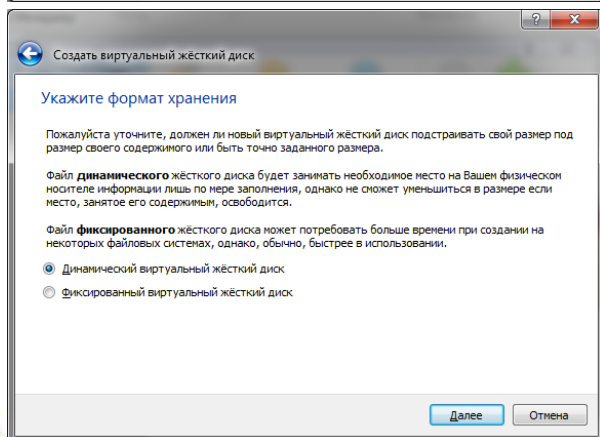 Создать виртуальный жёсткий диск
Укажите формат хранения
Пожалуйста уточните, должен ли новый виртуальный жёсткий диск подстраивать свой размер под
размер своего содержимого или быть точно заданного размера.
Файл динамического жёсткого диска будет занимать необходимое место на Вашем физическом
носителе информации лишь по мере заполнения, однако не сможет уменьшиться в размере если
место, занятое его содержимым, освободится.
Файл фиксированного жёсткого диска может потребовать больше времени при создании на
некоторых файловых системах, однако, обычно, быстрее в использовании.
Динамический виртуальный жёсткий диск
Фиксированный виртуальный жёсткий диск
Далее Отмена